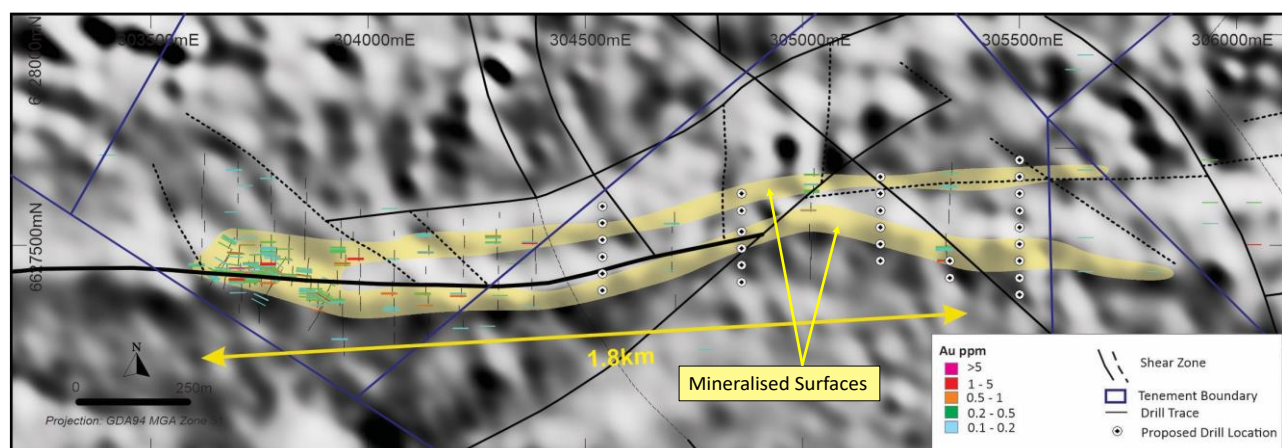 303500mE
304000mE
304500mE
305000mE
305500mE
306000mE
6628000mN
6627500mN
1.8km
Mineralised Surfaces
N
0
250m
Projection: GDA94 MGA Zone
Au ppm
>5
1 - 5
0.5 - 1
0.2 - 0.5
0.1 - 0.2
Shear Zone
Tenement Boundary
Drill Trace
Proposed Drill Location